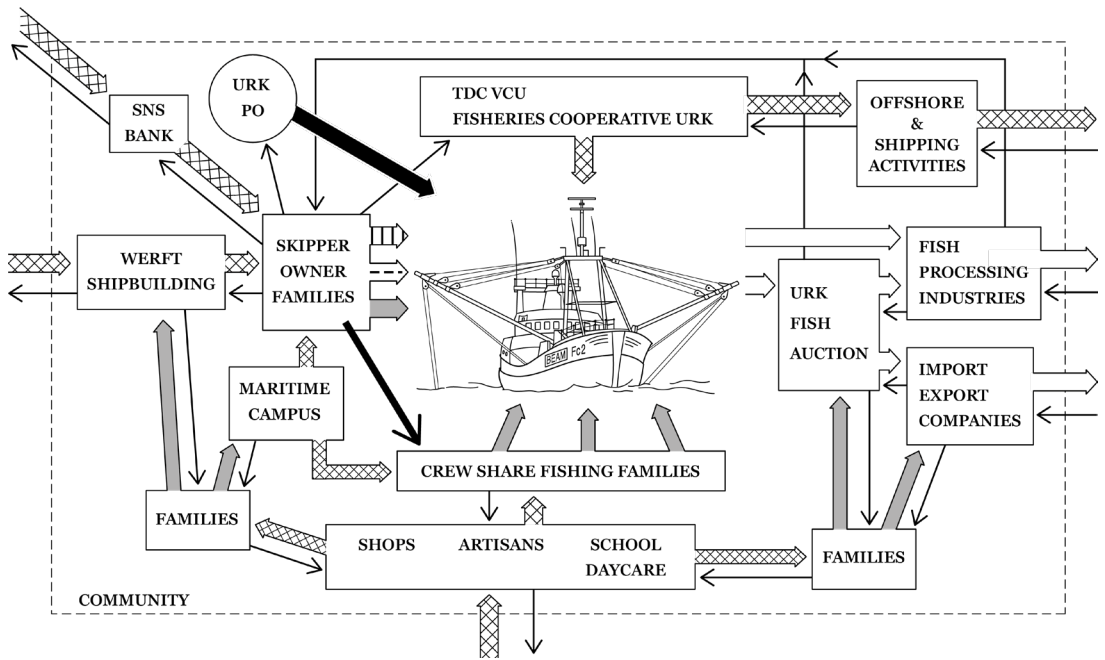 URK
PO
TDC VCU
FISHERIES COOPERATIVE URK
OFFSHORE
&
SHIPPING
ACTIVITIES
SNS
BANK
WERFT
SHIPBUILDING
SKIPPER
OWNER
FAMILIES
FISH
PROCESSING
INDUSTRIES
URK
FISH
AUCTION
BEAM Fc2
MARITIME
CAMPUS
IMPORT
EXPORT
COMPANIES
CREW SHARE FISHING FAMILIES
FAMILIES
SHOPS ARTISANS SCHOOL
DAYCARE
FAMILIES
COMMUNITY